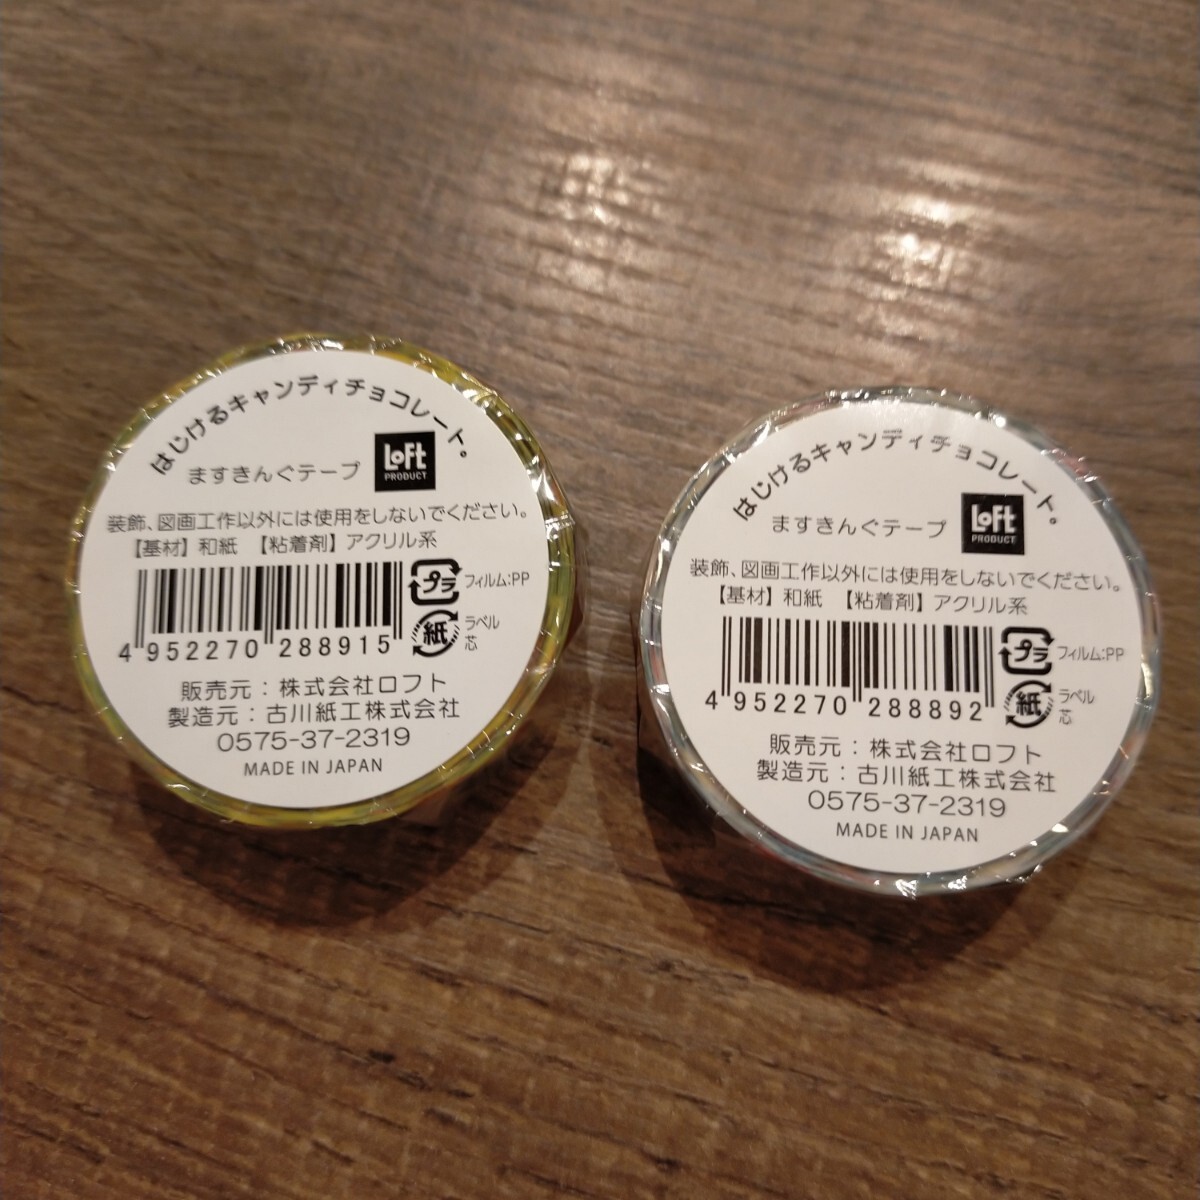 はじけるキャンディチョコレート。
ますきんぐテープ
Loft
PRODUCT
装飾、図画工作以外には使用をしないでください。
【基材】和紙 【粘着剤】アクリル系
プラ フィルム:PP
紙 ラベル
芯
4 952270 288915
販売元:株式会社ロフト
製造元:古川紙工株式会社
0575-37-2319
MADE IN JAPAN
はじけるキャンディチョコレート。
ますきんぐテープ
Loft
PRODUCT
装飾、図画工作以外には使用をしないでください。
【基材】和紙 【粘着剤】アクリル系
プラ フィルム:PP
紙 ラベル
芯
4 952270 288892
販売元:株式会社ロフト
製造元:古川紙工株式会社
0575-37-2319
MADE IN JAPAN